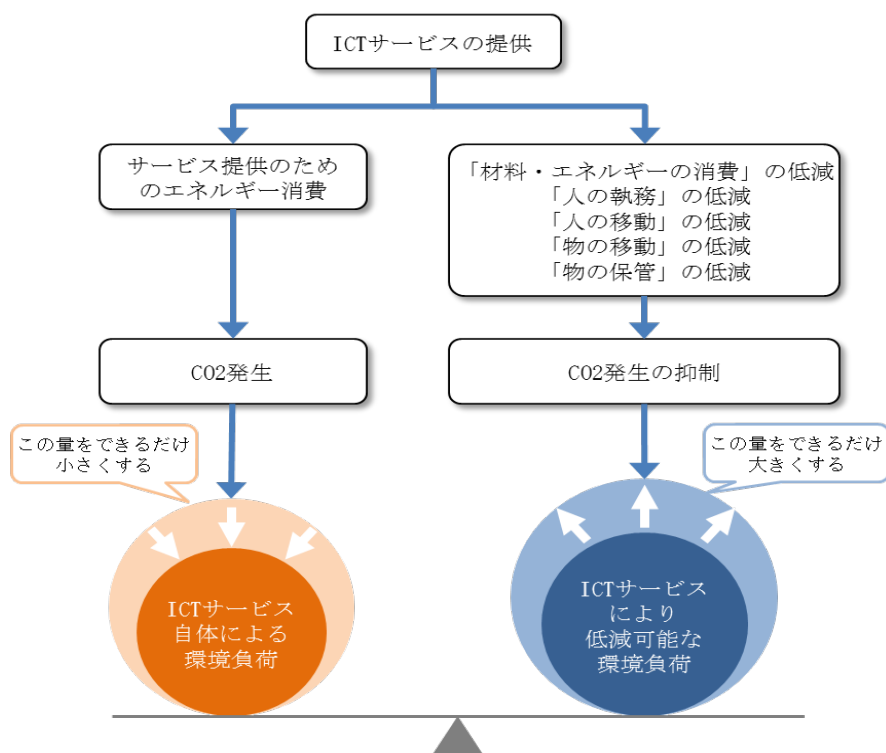 ICTサービスの提供
サービス提供のため
のエネルギー消費
「材料・エネルギーの消費」の低減
「人の執務」の低減
「人の移動」の低減
「物の移動」の低減
「物の保管」の低減
CO2発生
CO2発生の抑制
この量をできるだけ
小さくする
この量をできるだけ
大きくする
ICTサービス
自体による
環境負荷
ICTサービス
により
低減可能な
環境負荷